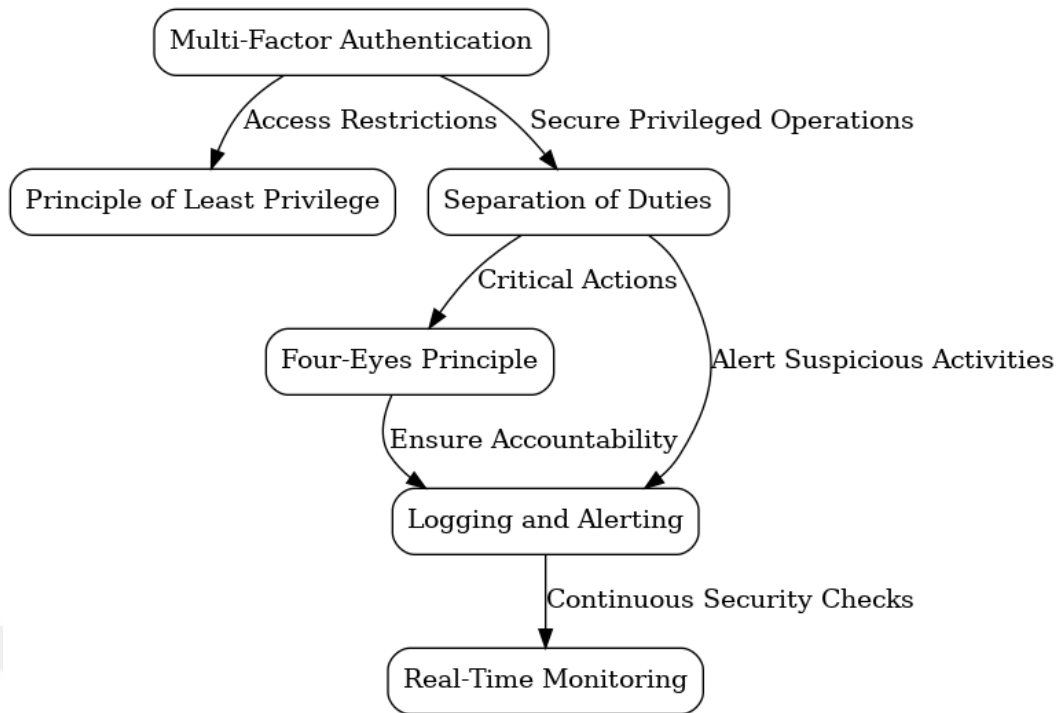 Multi-Factor Authentication
Access Restrictions
Secure Privileged Operations
Principle of Least Privilege
Separation of Duties
Critical Actions
Four-Eyes Principle
Alert Suspicious Activities
Ensure Accountability
Logging and Alerting
Continuous Security Checks
Real-Time Monitoring